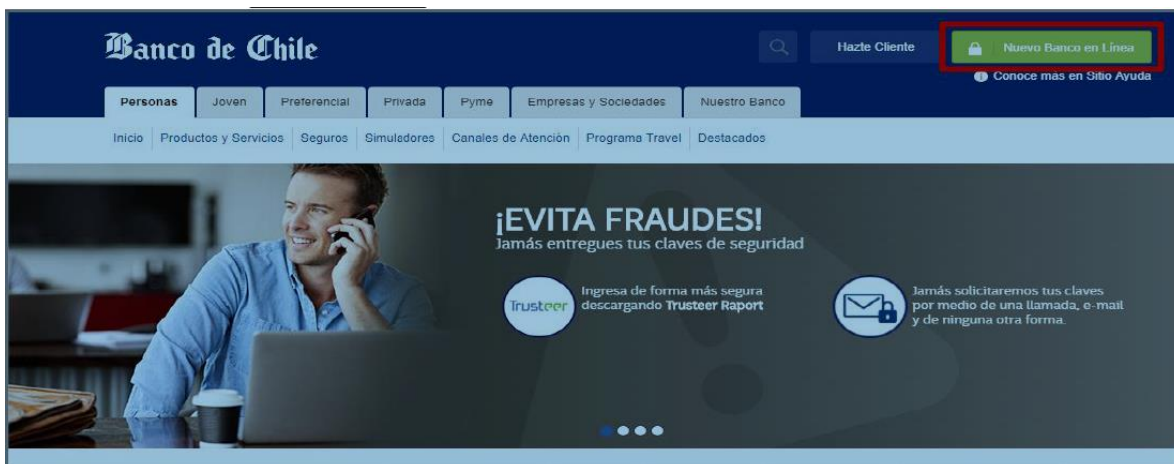 Banco de Chile
Hazte Cliente
Nuevo Banco en Línea
Conoce más en Sitio Ayuda
Personas Joven Preferencial Privada Pyme Empresas y Sociedades Nuestro Banco
Inicio Productos y Servicios Seguros Simuladores Canales de Atención Programa Travel Destacados
¡EVITA FRAUDES!
Jamás entregues tus claves de seguridad
Trusteer
Ingresa de forma más segura
descargando Trusteer Raport
Jamás solicitaremos tus claves
por medio de una llamada, e-mail
y de ninguna otra forma.